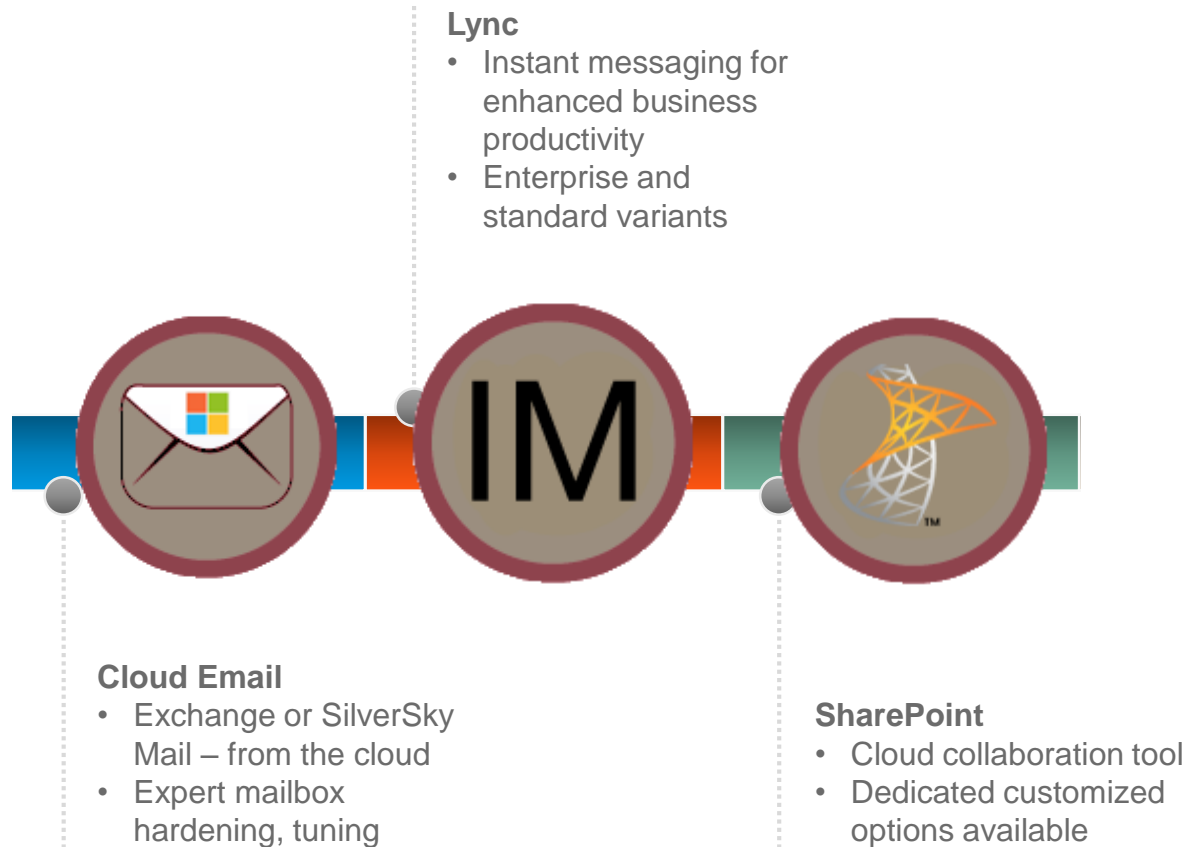 Lync
• Instant messaging for
enhanced business
productivity
• Enterprise and
standard variants
IM
TM
Cloud Email
• Exchange or SilverSky
Mail – from the cloud
• Expert mailbox
hardening, tuning
SharePoint
• Cloud collaboration tool
• Dedicated customized
options available